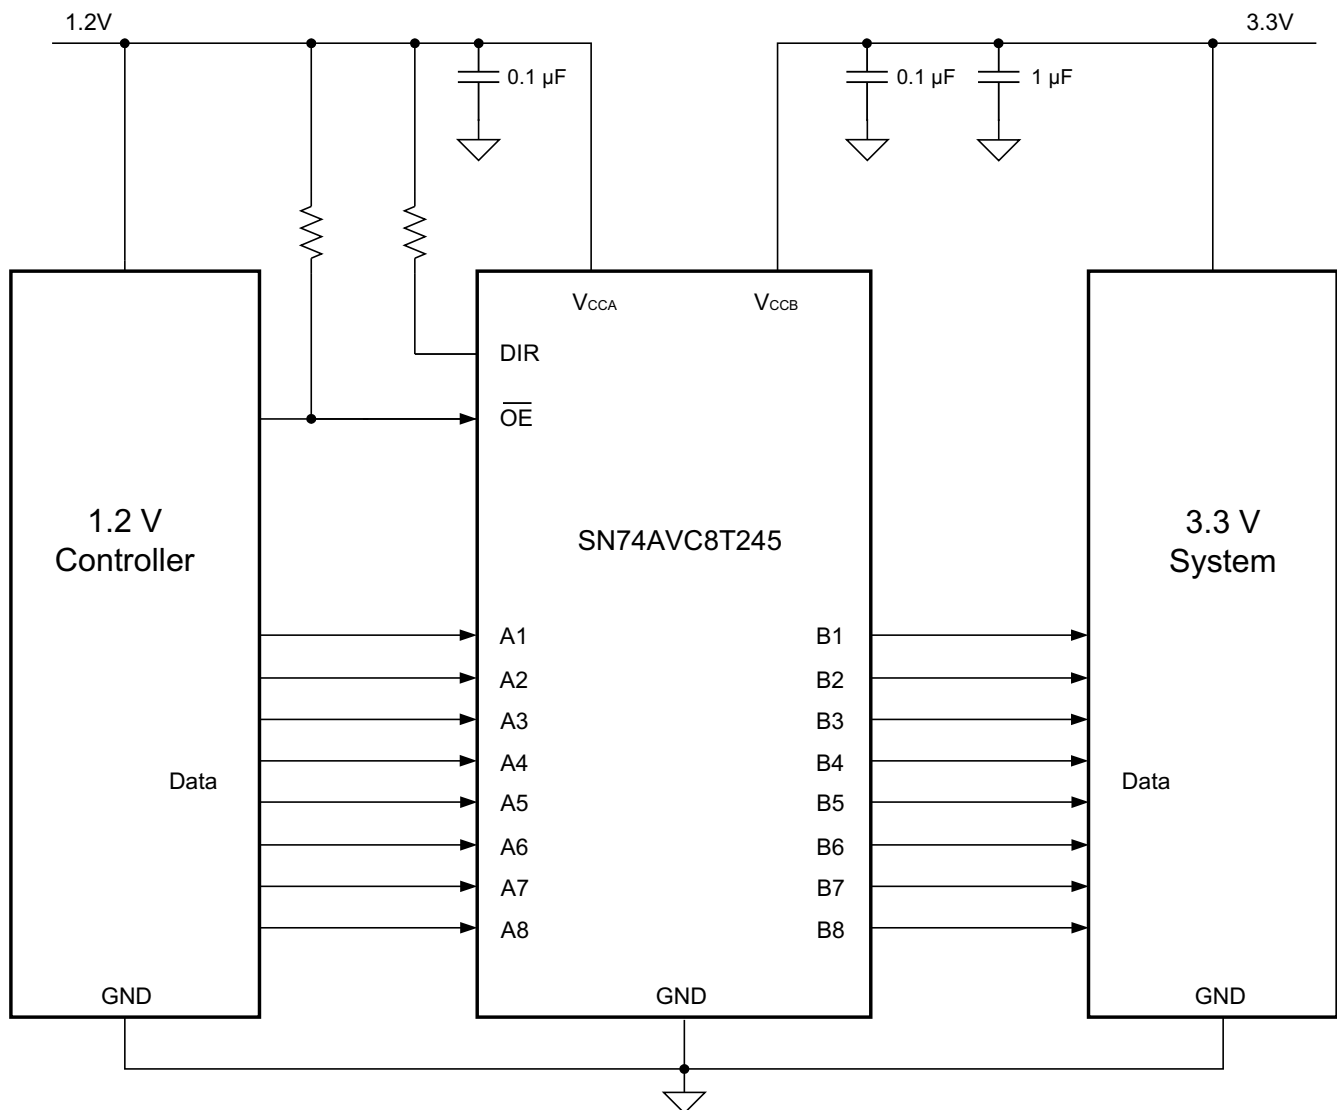 1.2V
3.3V
0.1 µF
0.1 µF
1 µF
VCCA
VCCB
DIR
OE
1.2 V
Controller
SN74AVC8T245
3.3 V
System
A1
B1
A2
B2
A3
B3
A4
B4
Data
Data
A5
B5
A6
B6
A7
B7
A8
B8
GND
GND
GND